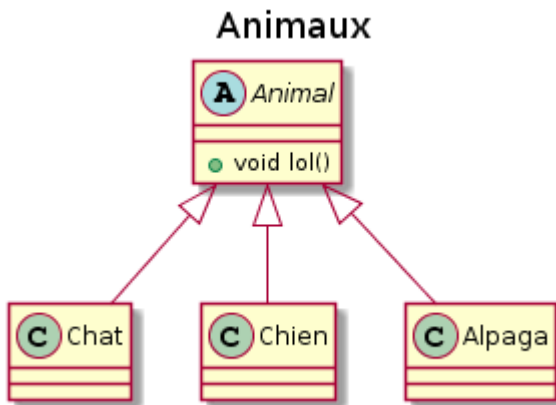 Animaux
A Animal
void lol()
C Chat
C Chien
C Alpaga